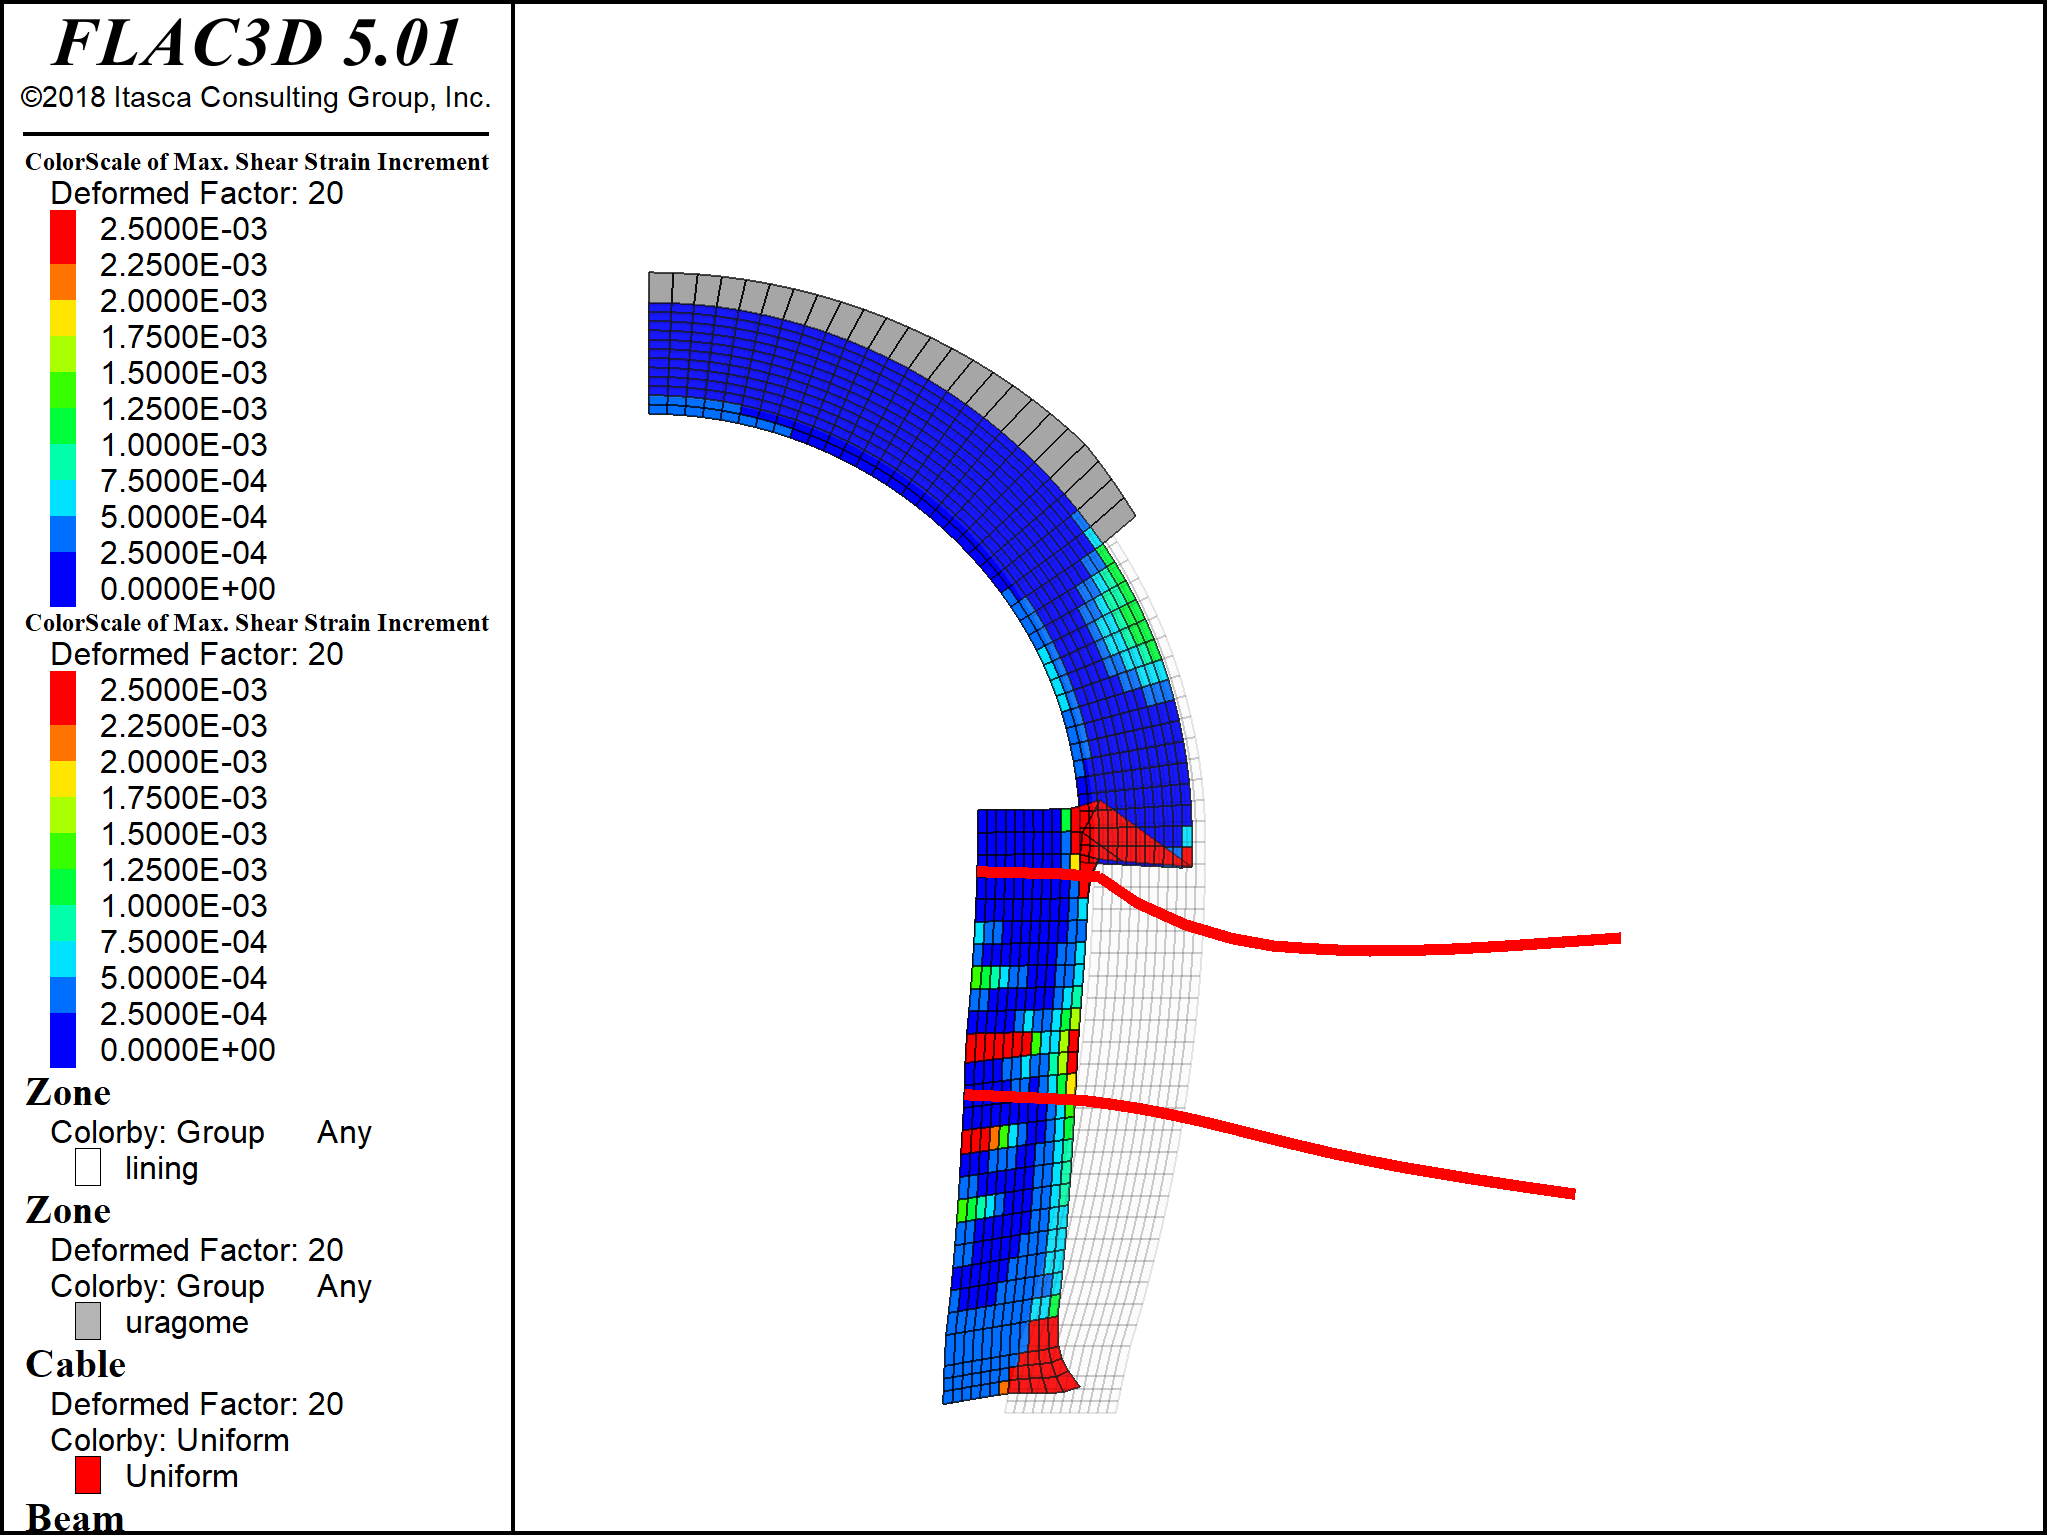 FLAC3D 5.01
©2018 Itasca Consulting Group, Inc.
ColorScale of Max. Shear Strain Increment
Deformed Factor: 20
2.5000E-03
2.2500E-03
2.0000E-03
1.7500E-03
1.5000E-03
1.2500E-03
1.0000E-03
7.5000E-04
5.0000E-04
2.5000E-04
0.0000E+00
ColorScale of Max. Shear Strain Increment
Deformed Factor: 20
2.5000E-03
2.2500E-03
2.0000E-03
1.7500E-03
1.5000E-03
1.2500E-03
1.0000E-03
7.5000E-04
5.0000E-04
2.5000E-04
0.0000E+00
Zone
Colorby: Group Any
lining
Zone
Deformed Factor: 20
Colorby: Group Any
uragome
Cable
Deformed Factor: 20
Colorby: Uniform
Uniform
Beam